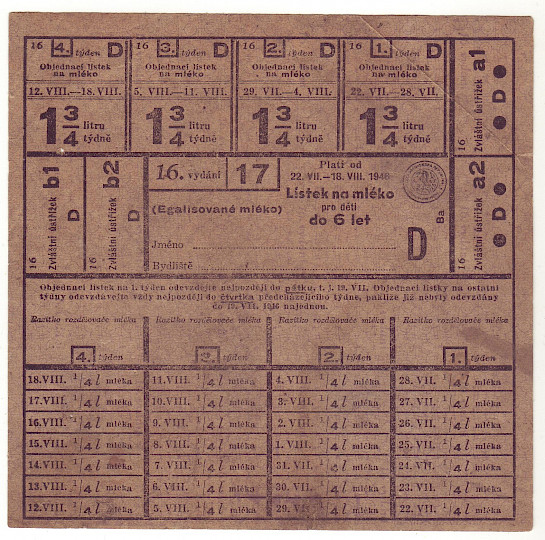 16 4. týden D 16 3. týden D 16 2. týden D 16 1. týden D
Objednací lístek na mléko Objednací lístek na mléko Objednací lístek na mléko Objednací lístek na mléko
12. VIII.—18. VIII. 5. VIII.—11. VIII. 29. VII.—4. VIII. 22. VII.—28. VII.
1 3/4 litru týdně 1 3/4 litru týdně 1 3/4 litru týdně 1 3/4 litru týdně
16 Zvláštní ústřižek a1 D
16 Zvláštní ústřižek b1 D
16 Zvláštní ústřižek b2 D
16. vydání 17
(Egalisované mléko)
Platí od
22. VII.—18. VIII. 1946
Lístek na mléko
pro děti
do 6 let
Jméno
Bydliště
D
Ba
16 Zvláštní ústřižek a2 D
Objednací lístek na 1. týden odevzdejte nejpozději do pátku, t. j. 19. VII. Objednací lístky na ostatní
týdny odevzdávejte vždy nejpozději do čtvrtka předcházejícího týdne, pakliže již nebyly odevzdány
do 19. VII. 1946 najednou.
Razítko rozdělovače mléka Razítko rozdělovače mléka Razítko rozdělovače mléka Razítko rozdělovače mléka
4. týden 3. týden 2. týden 1. týden
18. VIII. 1/4 l mléka 11. VIII. 1/4 l mléka 4. VIII. 1/4 l mléka 28. VII. 1/4 l mléka
17. VIII. 1/4 l mléka 10. VIII. 1/4 l mléka 3. VIII. 1/4 l mléka 27. VII. 1/4 l mléka
16. VIII. 1/4 l mléka 9. VIII. 1/4 l mléka 2. VIII. 1/4 l mléka 26. VII. 1/4 l mléka
15. VIII. 1/4 l mléka 8. VIII. 1/4 l mléka 1. VIII. 1/4 l mléka 25. VII. 1/4 l mléka
14. VIII. 1/4 l mléka 7. VIII. 1/4 l mléka 31. VII. 1/4 l mléka 24. VII. 1/4 l mléka
13. VIII. 1/4 l mléka 6. VIII. 1/4 l mléka 30. VII. 1/4 l mléka 23. VII. 1/4 l mléka
12. VIII. 1/4 l mléka 5. VIII. 1/4 l mléka 29. VII. 1/4 l mléka 22. VII. 1/4 l mléka